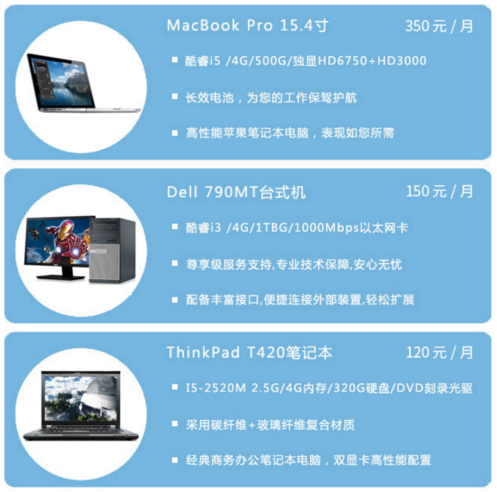 MacBook Pro 15.4寸
350元/月
酷睿i5 /4G/500G/独显HD6750+HD3000
长效电池，为您的工作保驾护航
高性能苹果笔记本电脑，表现如您所需
Dell 790MT台式机
150元/月
酷睿i3 /4G/1TBG/1000Mbps以太网卡
尊享级服务支持,专业技术保障,安心无忧
配备丰富接口,便捷连接外部装置,轻松扩展
ThinkPad T420笔记本
120元/月
I5-2520M 2.5G/4G内存/320G硬盘/DVD刻录光驱
采用碳纤维+玻璃纤维复合材质
经典商务办公笔记本电脑，双显卡高性能配置